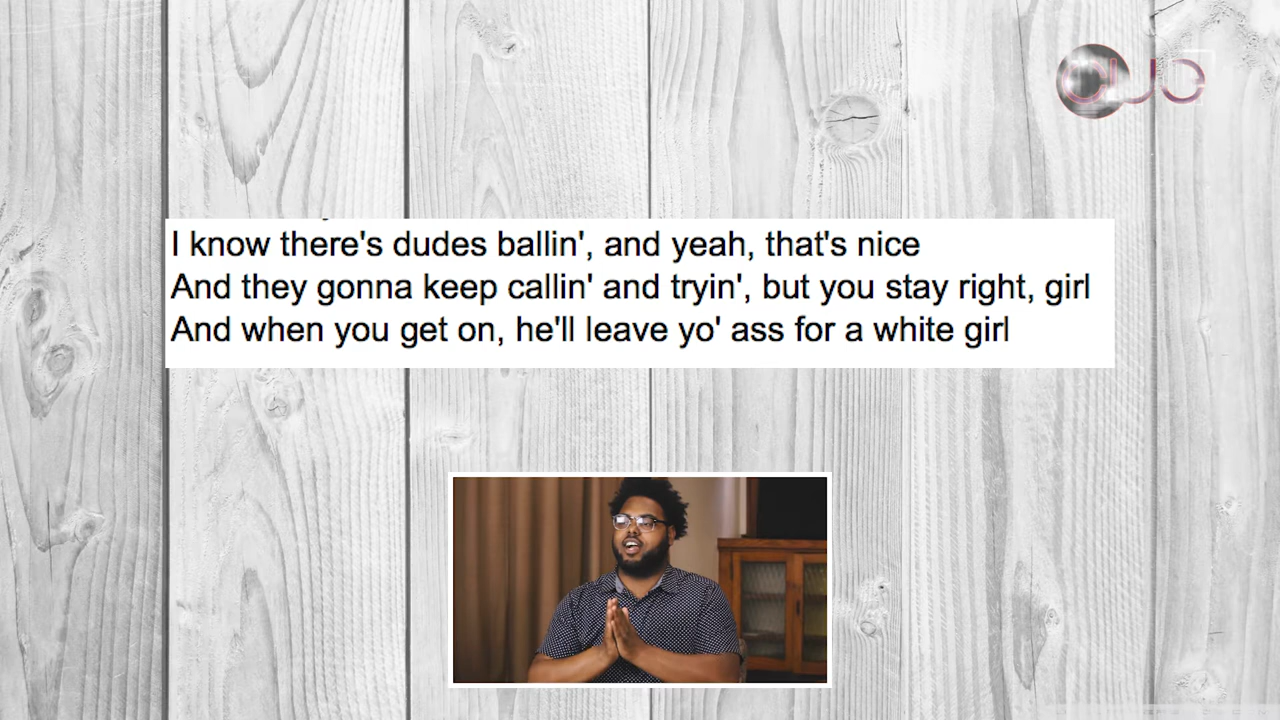 I know there's dudes ballin', and yeah, that's nice
And they gonna keep callin' and tryin', but you stay right, girl
And when you get on, he'll leave yo' ass for a white girl